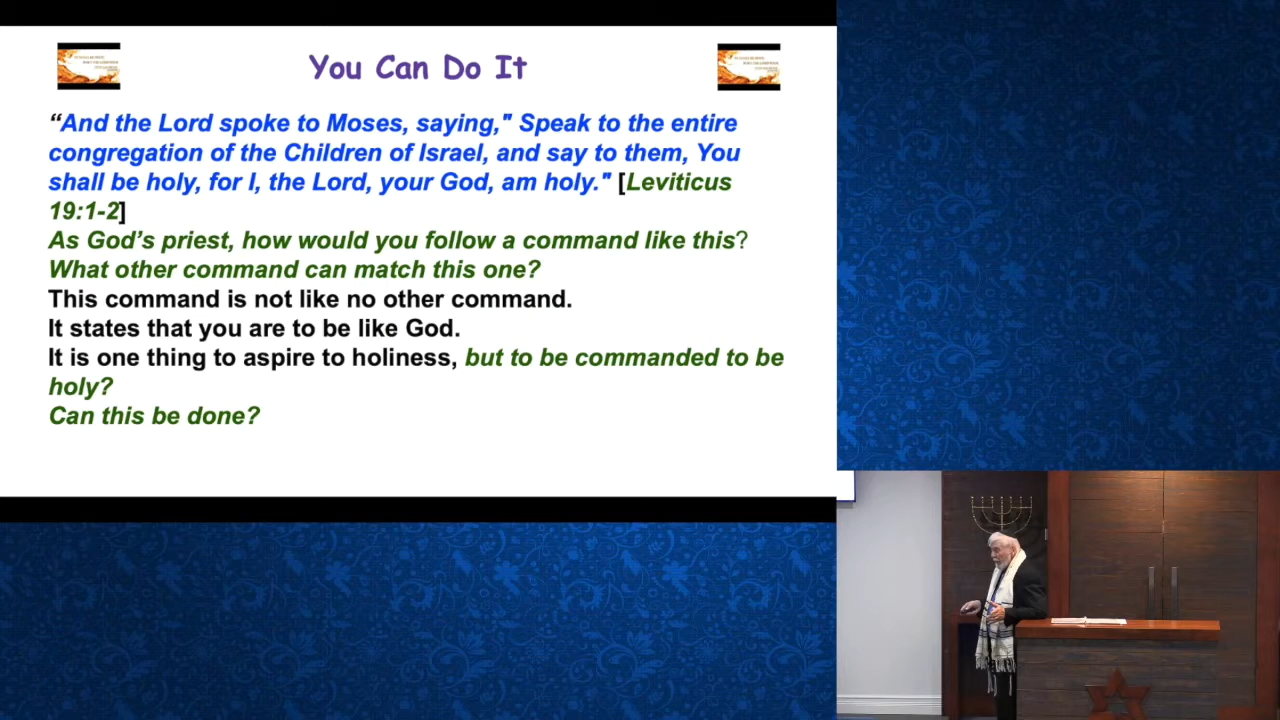 You Can Do It
“And the Lord spoke to Moses, saying," Speak to the entire
congregation of the Children of Israel, and say to them, You
shall be holy, for I, the Lord, your God, am holy." [Leviticus
19:1-2]
As God’s priest, how would you follow a command like this?
What other command can match this one?
This command is not like no other command.
It states that you are to be like God.
It is one thing to aspire to holiness, but to be commanded to be
holy?
Can this be done?